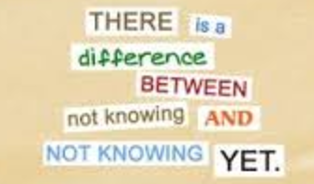 THERE is a
difference
BETWEEN
not knowing AND
NOT KNOWING YET.